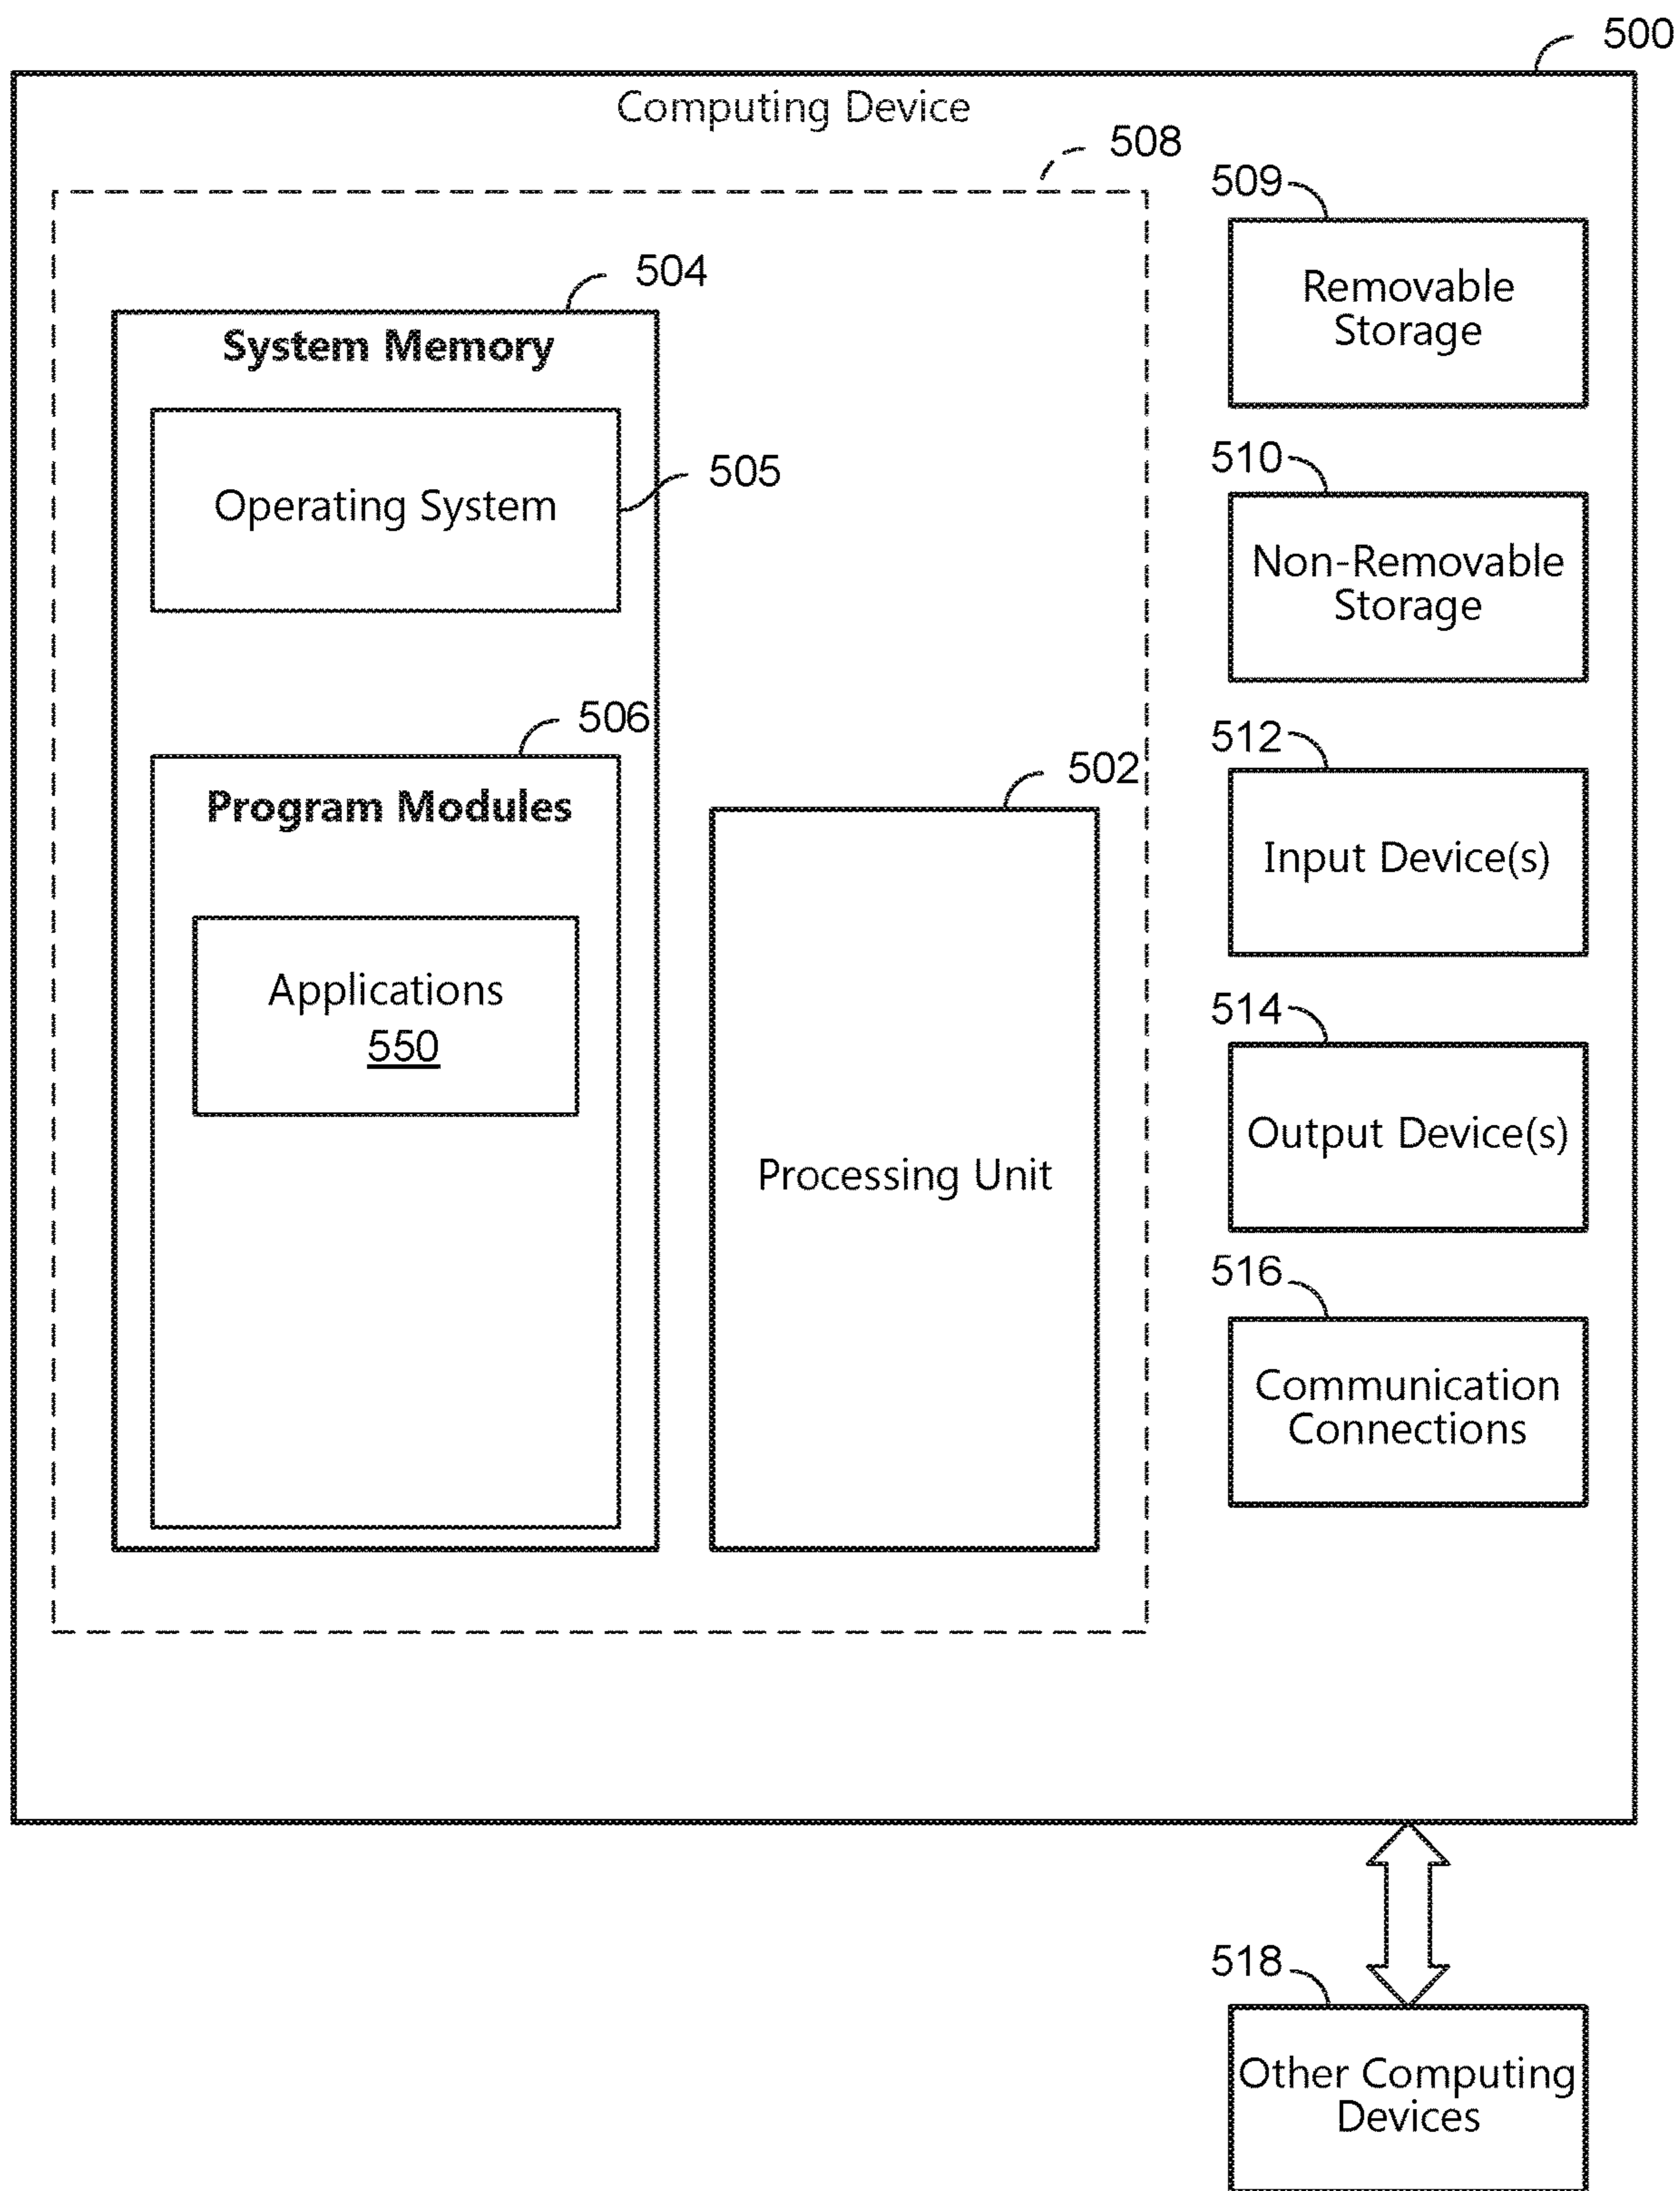 500
Computing Device
508
509
Removable
Storage
504
System Memory
Operating System
505
510
Non-Removable
Storage
506
Program Modules
Applications
550
502
Processing Unit
512
Input Device(s)
514
Output Device(s)
516
Communication
Connections
518
Other Computing
Devices